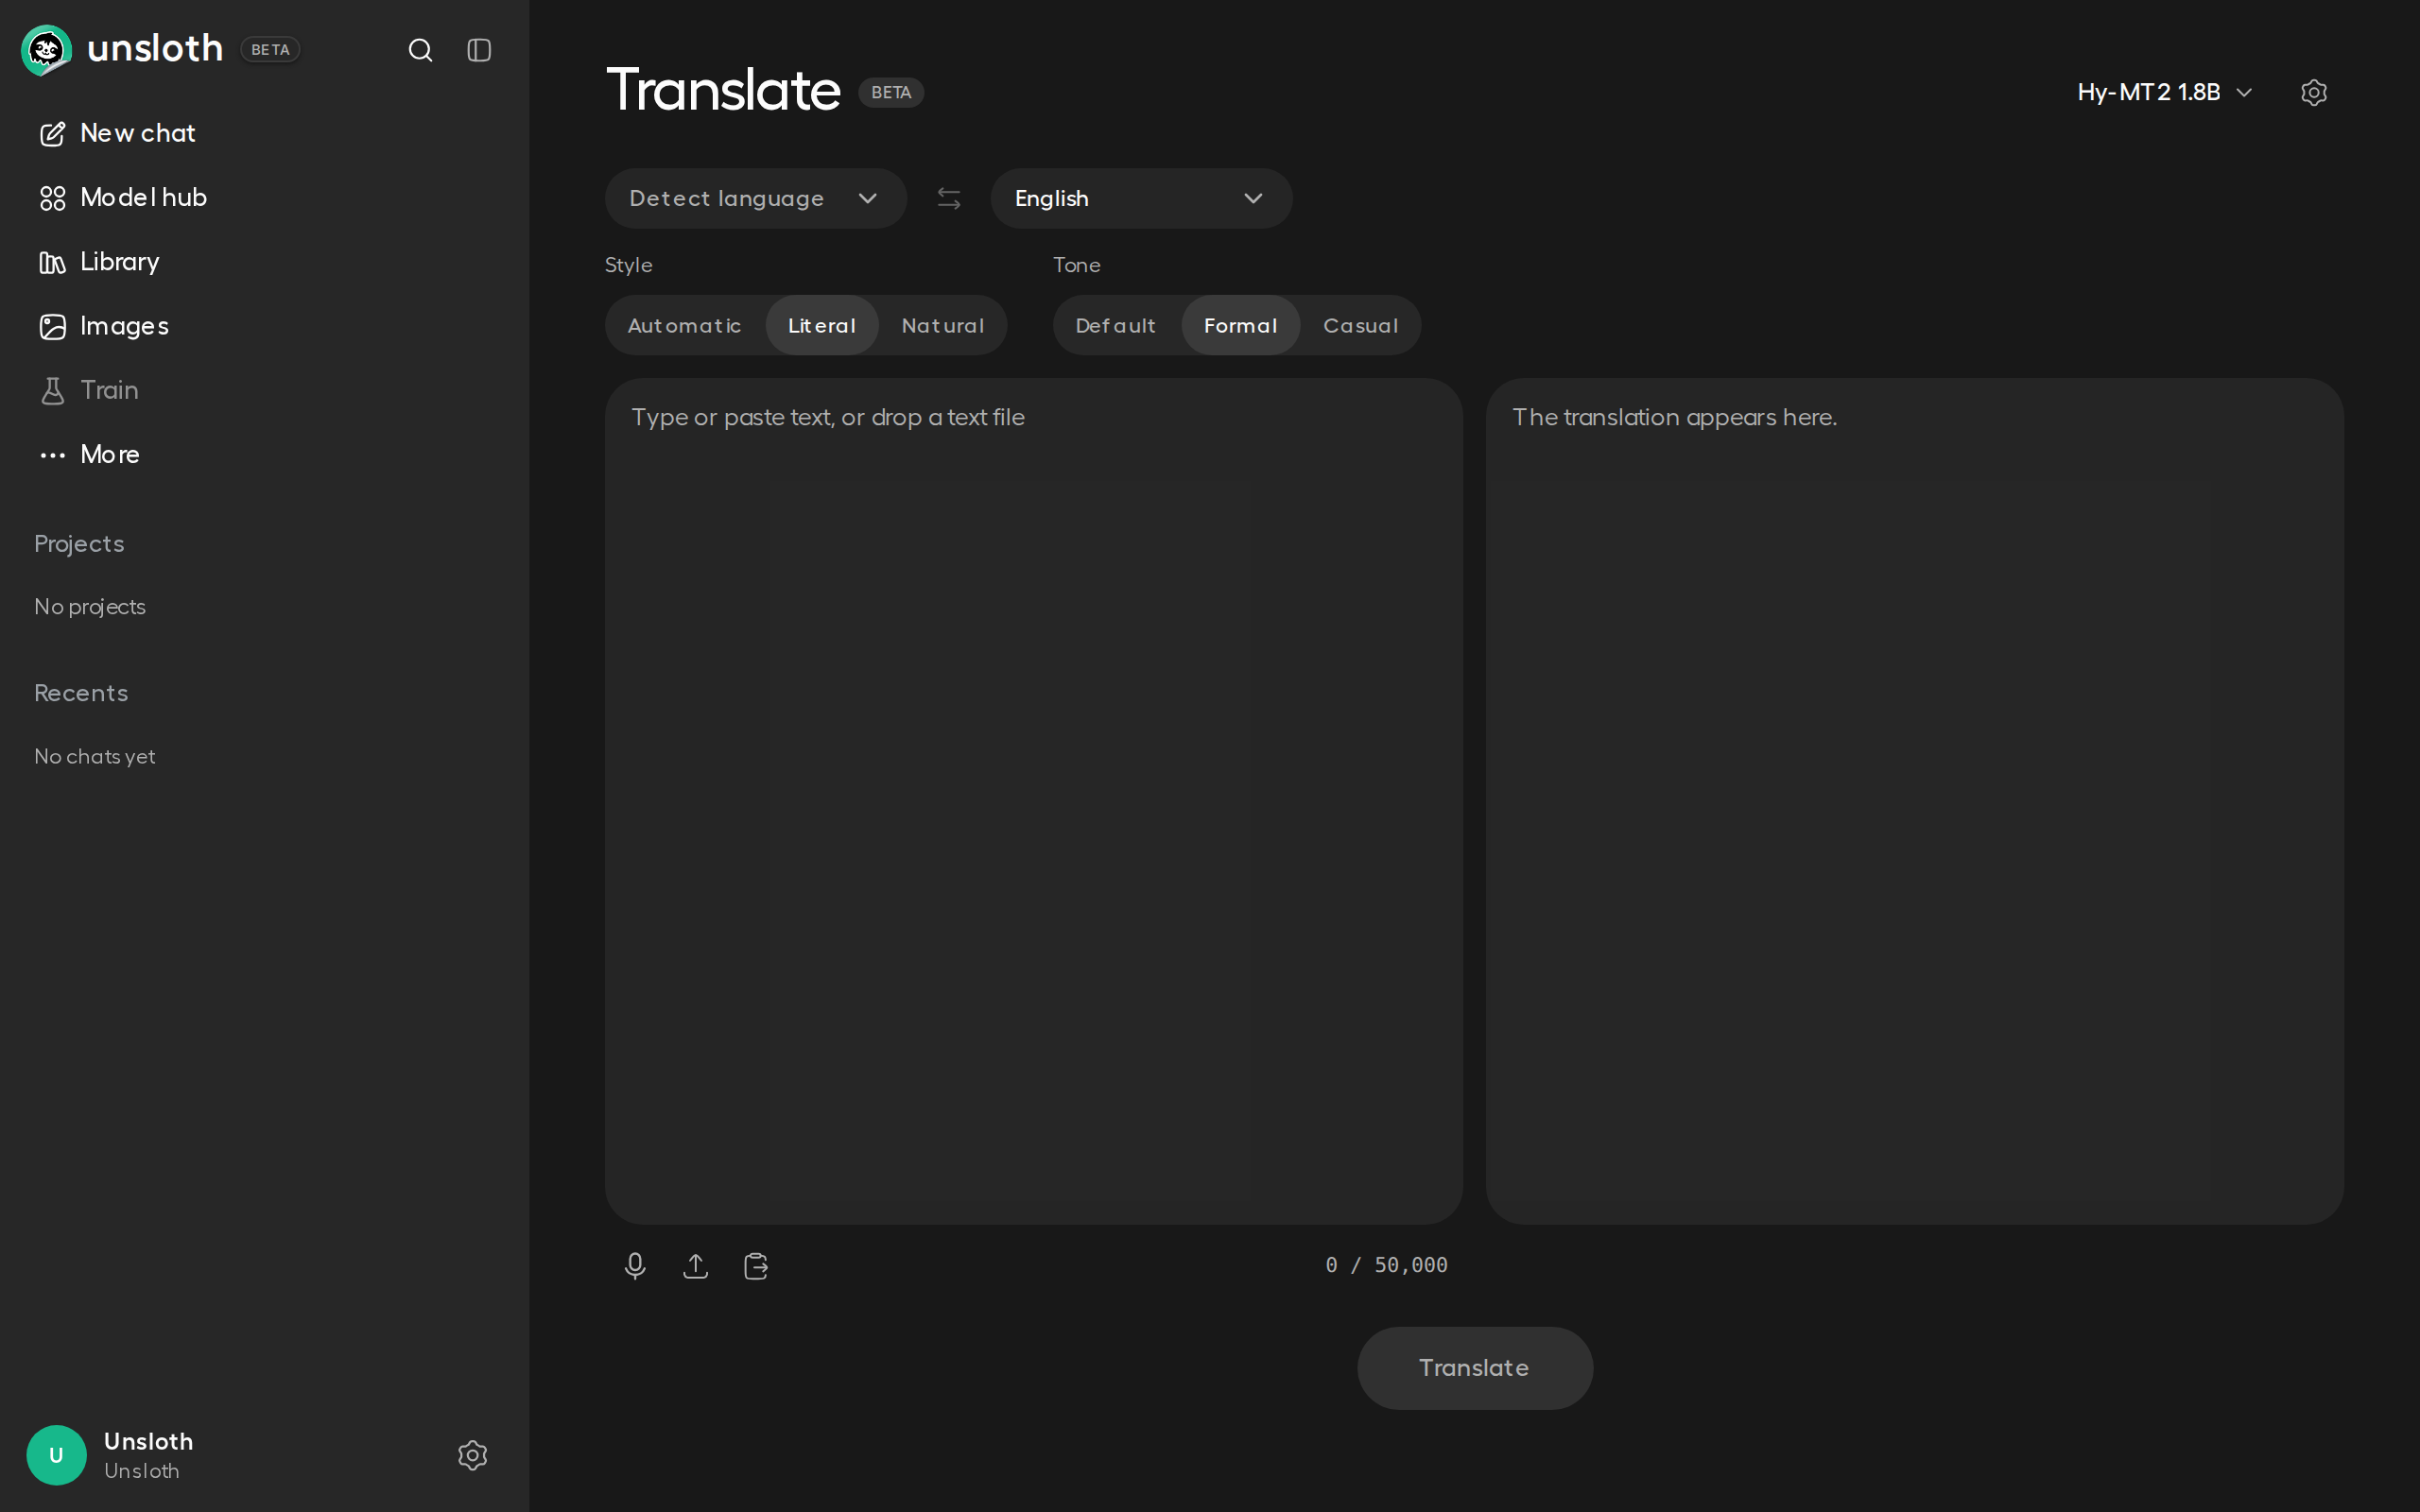 unsloth BETA
New chat
Model hub
Library
Images
Train
More
Projects
No projects
Recents
No chats yet
U
Unsloth
Unsloth
Translate BETA
Hy-MT2 1.8B
Detect language
English
Style
Tone
Automatic Literal Natural
Default Formal Casual
Type or paste text, or drop a text file
The translation appears here.
0 / 50,000
Translate